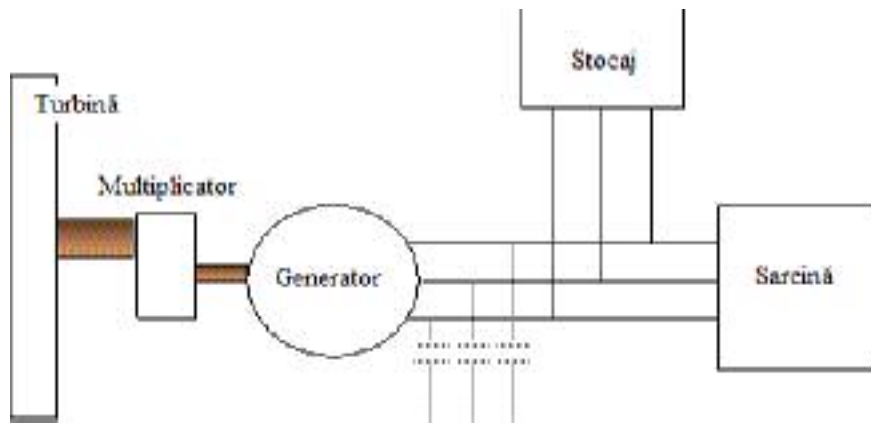 Stocaj
Turbină
Multiplicator
Generator
Sarcină